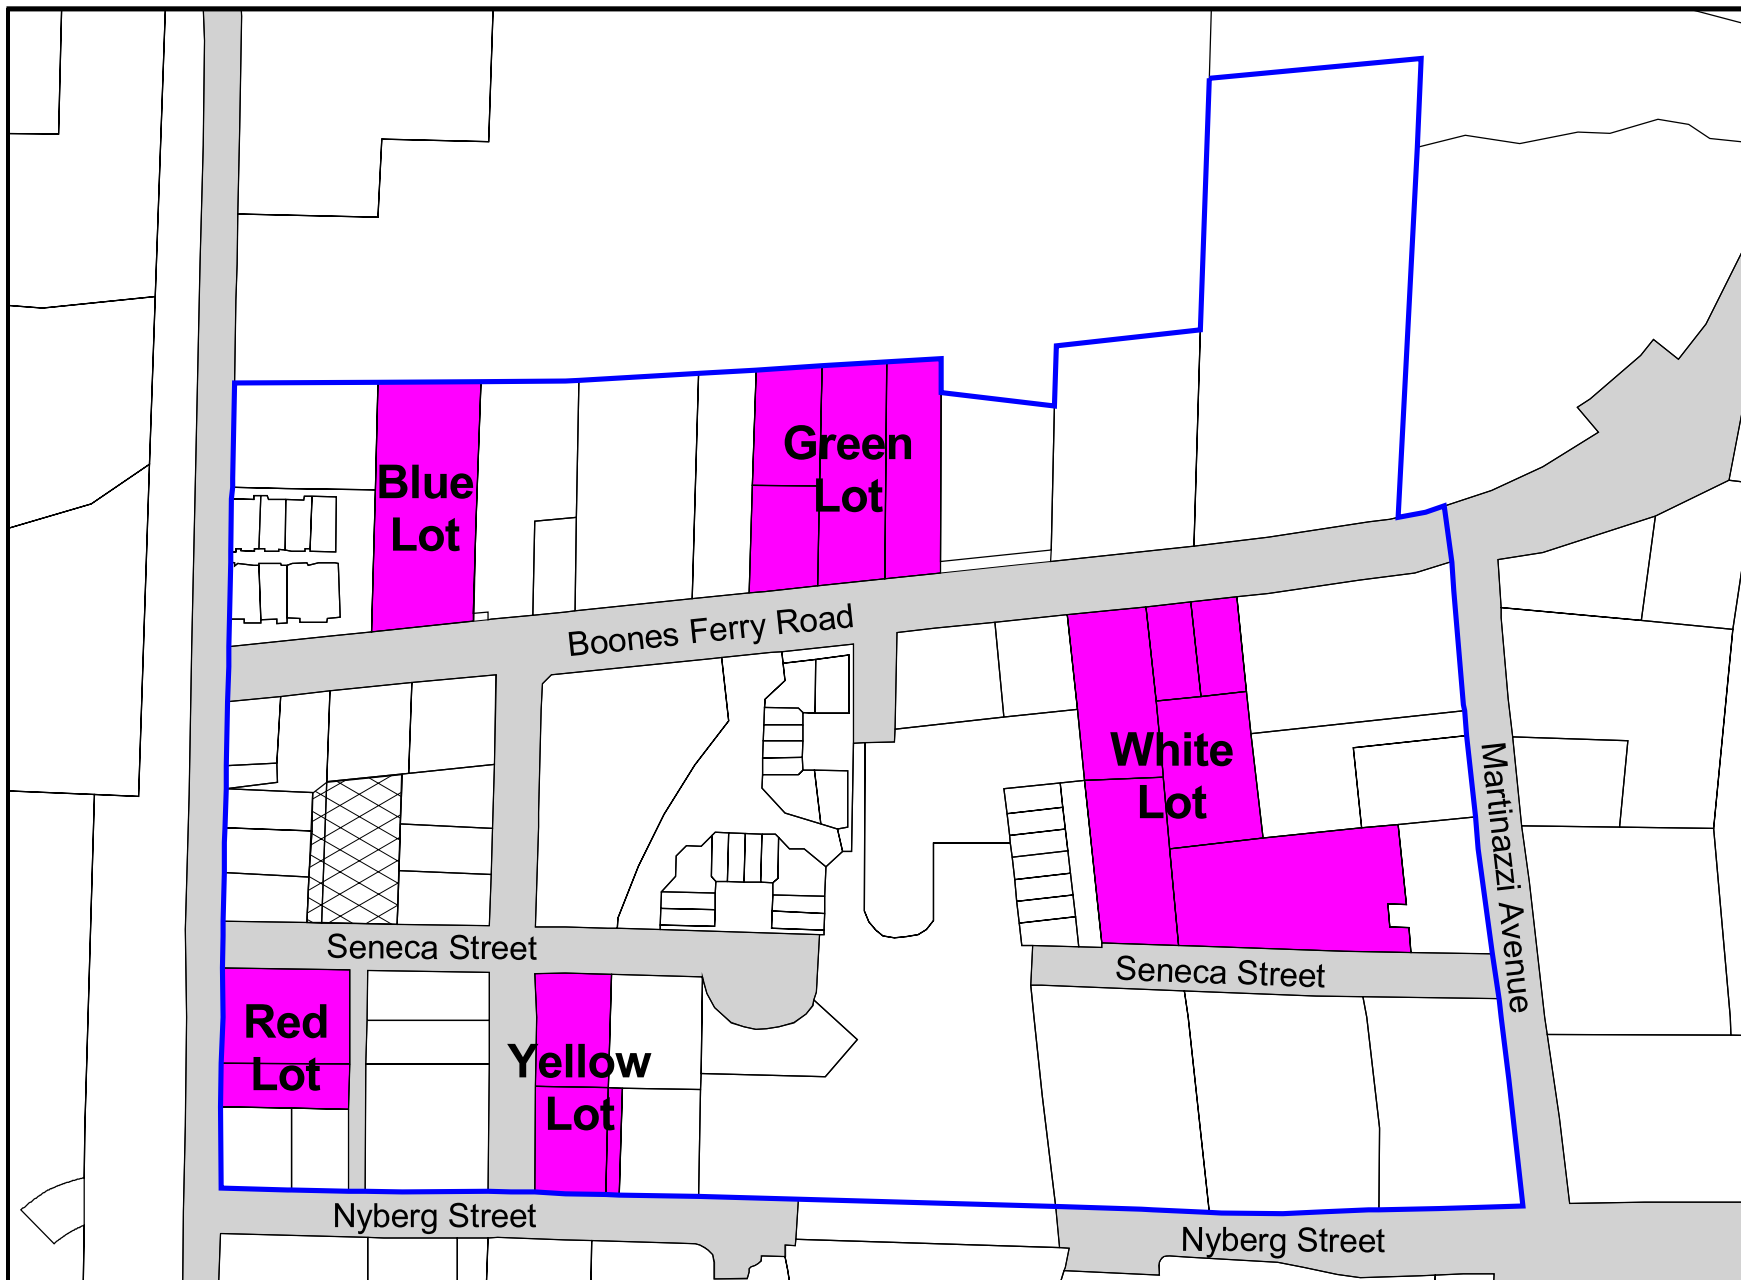 Blue
Lot
Green
Lot
Boones Ferry Road
White
Lot
Martinazzi Avenue
Seneca Street
Seneca Street
Red
Lot
Yellow
Lot
Nyberg Street
Nyberg Street